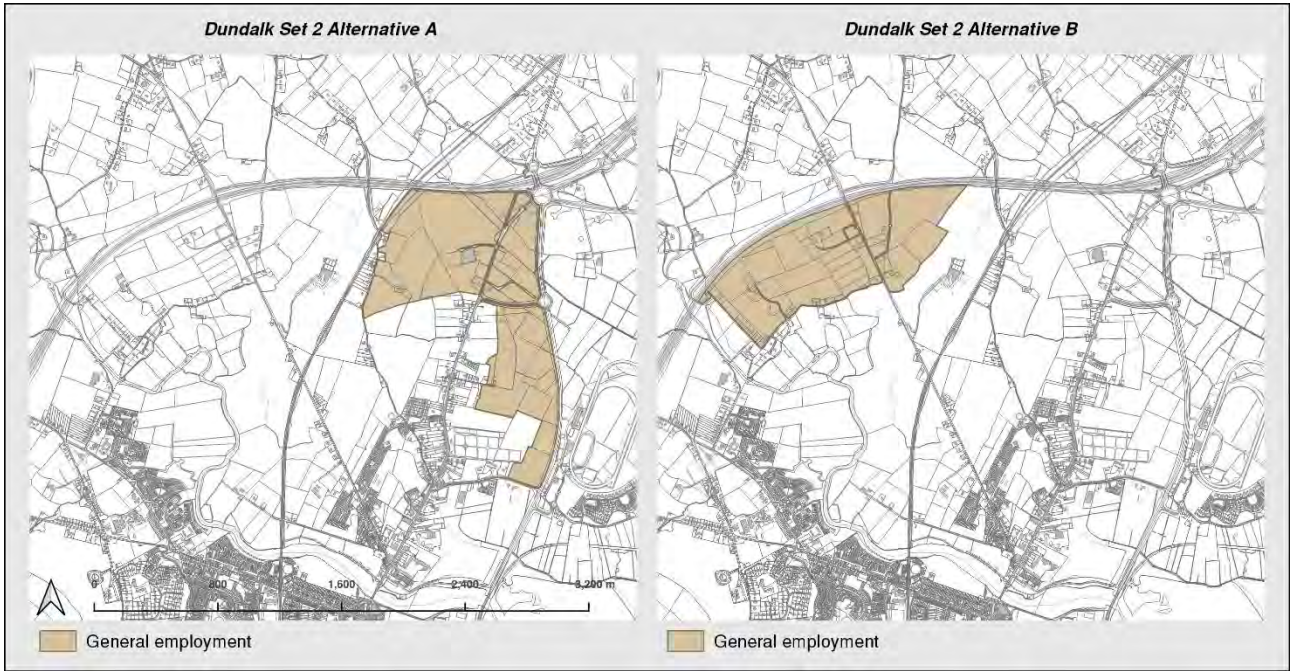 Dundalk Set 2 Alternative A
Dundalk Set 2 Alternative B
0 800 1,600 2,400 3,200 m
General employment
General employment